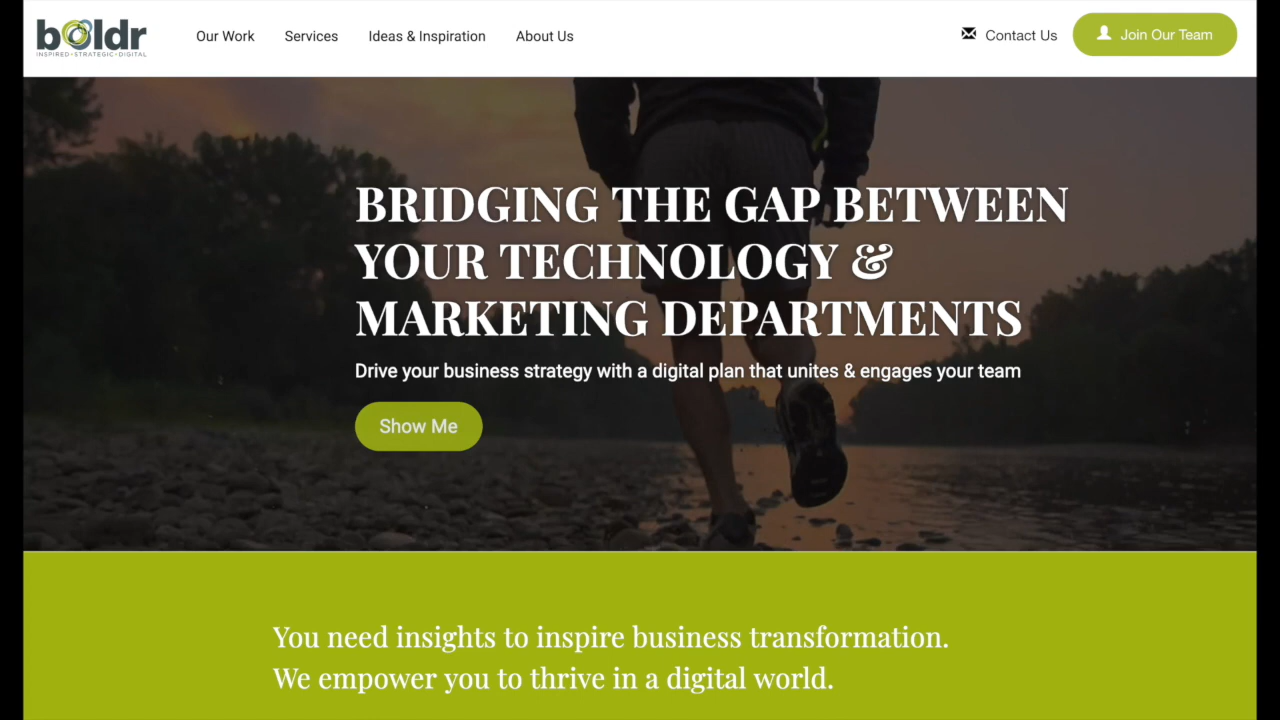 boldr
INSPIRED•STRATEGIC•DIGITAL
Our Work
Services
Ideas & Inspiration
About Us
Contact Us
Join Our Team
BRIDGING THE GAP BETWEEN
YOUR TECHNOLOGY &
MARKETING DEPARTMENTS
Drive your business strategy with a digital plan that unites & engages your team
Show Me
You need insights to inspire business transformation.
We empower you to thrive in a digital world.